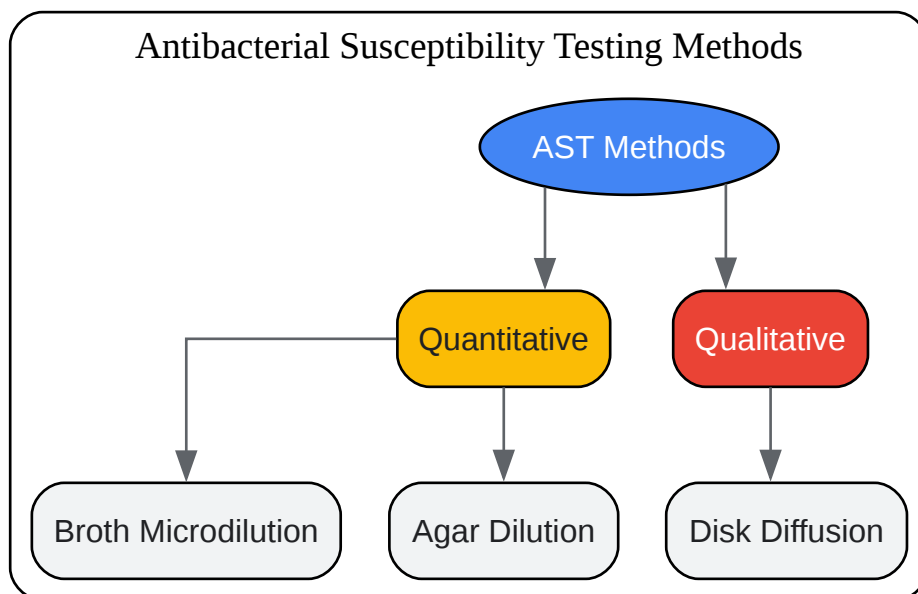 Antibacterial Susceptibility Testing Methods
AST Methods
Quantitative
Qualitative
Broth Microdilution
Agar Dilution
Disk Diffusion